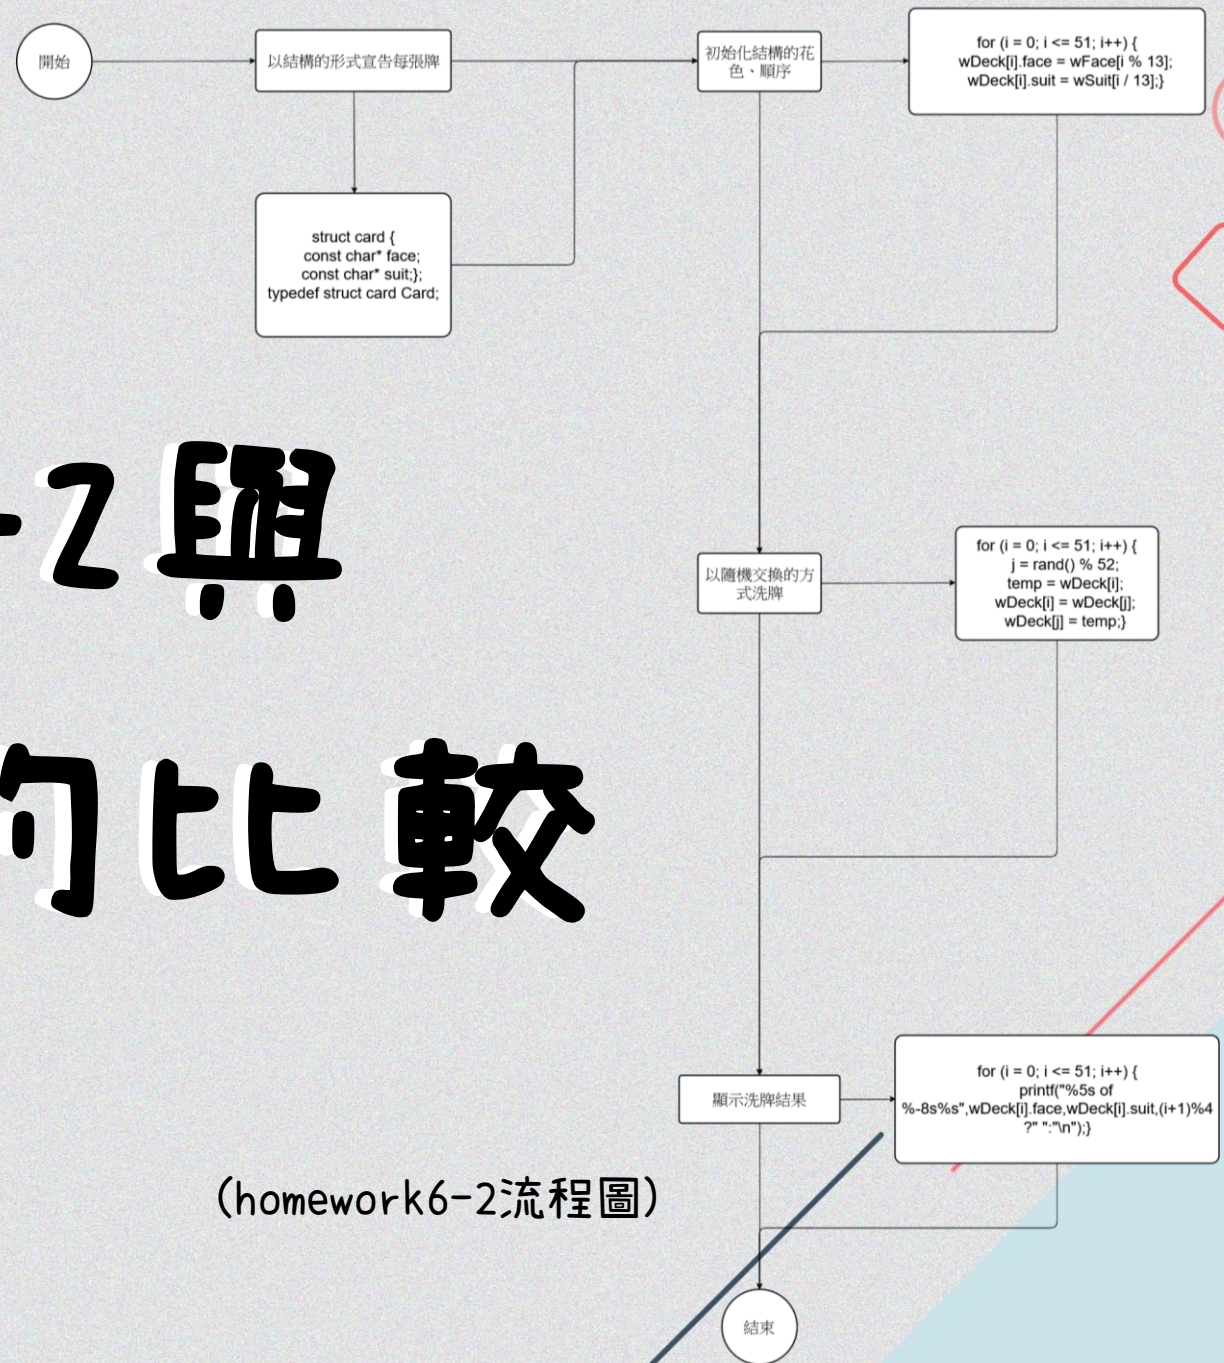 開始
以結構的形式宣告每張牌
初始化結構的花
色、順序
for (i = 0; i <= 51; i++) {
wDeck[i].face = wFace[i % 13];
wDeck[i].suit = wSuit[i / 13];}
struct card {
const char* face;
const char* suit;};
typedef struct card Card;
-2與
的比較
以隨機交換的方
式洗牌
for (i = 0; i <= 51; i++) {
j = rand() % 52;
temp = wDeck[i];
wDeck[i] = wDeck[j];
wDeck[j] = temp;}
顯示洗牌結果
for (i = 0; i <= 51; i++) {
printf("%5s of
%-8s%s",wDeck[i].face,wDeck[i].suit,(i+1)%4
?" ":"\n");}
(homework6-2流程圖)
結束